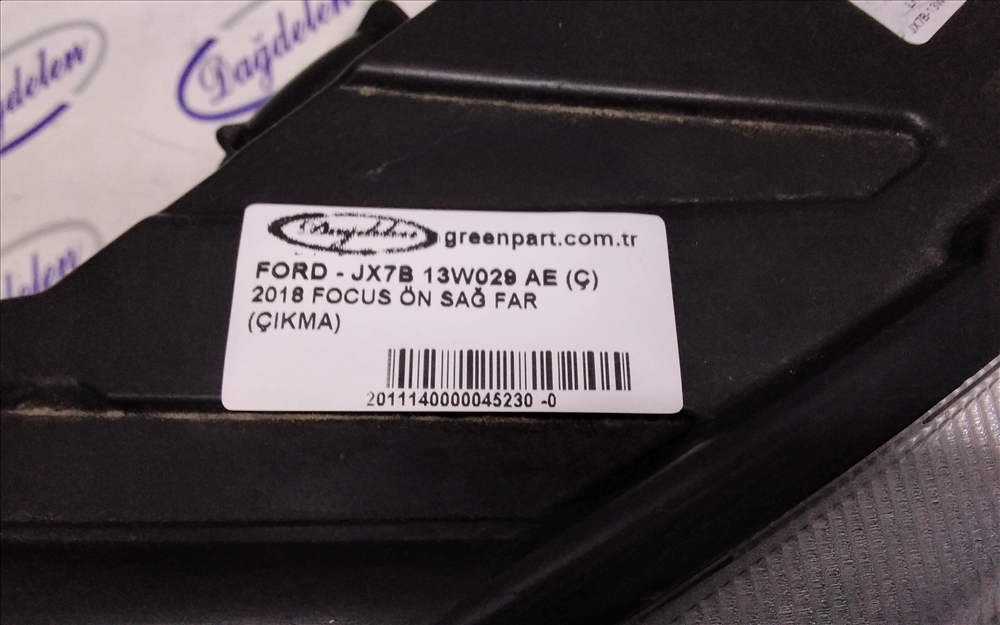 Dağdelen
greenpart.com.tr
FORD - JX7B 13W029 AE (Ç)
2018 FOCUS ÖN SAĞ FAR
(ÇIKMA)
2011140000045230 -0